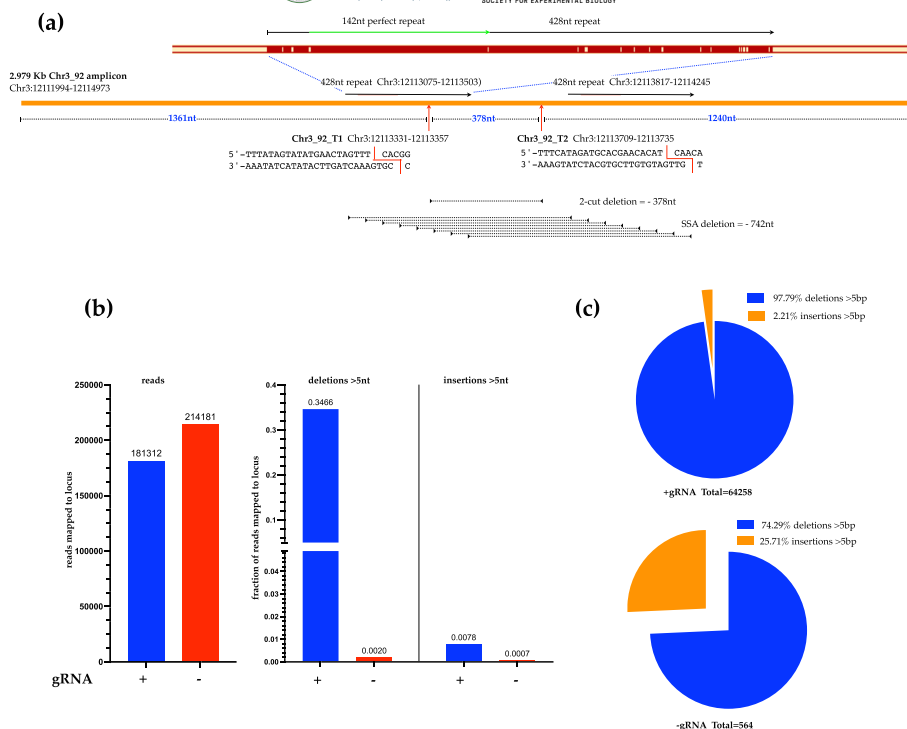 SOCIETY FOR EXPERIMENTAL BIOLOGY
(a)
142nt perfect repeat
428nt repeat
2.979 Kb Chr3_92 amplicon
Chr3:12111994-12114973
428nt repeat Chr3:12113075-12113503)
428nt repeat Chr3:12113817-12114245
1361nt
378nt
1240nt
Chr3_92_T1 Chr3:12113331-12113357
5'-TTTATAGTATATGAACTAGTTT CACGG
3'-AAATATCATATACTTGATCAAAGTGC C
Chr3_92_T2 Chr3:12113709-12113735
5'-TTTCATAGATGCACGAACACAT CAACA
3'-AAAGTATCTACGTGCTTGTGTAGTTG T
2-cut deletion = - 378nt
SSA deletion = - 742nt
(b)
reads
reads mapped to locus
250000
200000
150000
100000
50000
0
181312
214181
gRNA
+
-
deletions >5nt
insertions >5nt
fraction of reads mapped to locus
0.4
0.3
0.2
0.1
0.04
0.03
0.02
0.01
0.00
0.3466
0.0020
0.0078
0.0007
+
-
+
-
(c)
97.79% deletions >5bp
2.21% insertions >5bp
+gRNA Total=64258
74.29% deletions >5bp
25.71% insertions >5bp
-gRNA Total=564